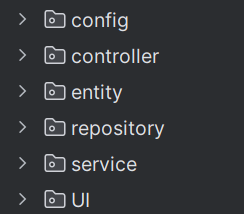 config
controller
entity
repository
service
UI